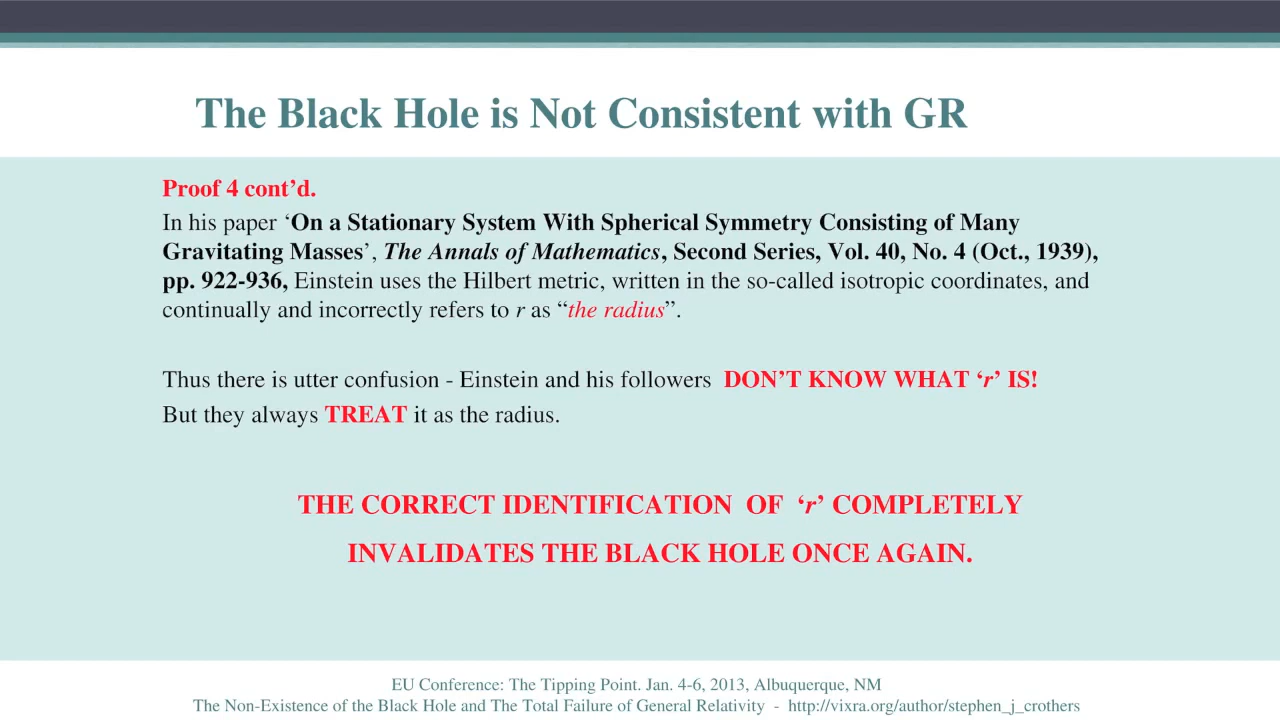 The Black Hole is Not Consistent with GR
Proof 4 cont’d.
In his paper ‘On a Stationary System With Spherical Symmetry Consisting of Many
Gravitating Masses’, The Annals of Mathematics, Second Series, Vol. 40, No. 4 (Oct., 1939),
pp. 922-936, Einstein uses the Hilbert metric, written in the so-called isotropic coordinates, and
continually and incorrectly refers to r as “the radius”.
Thus there is utter confusion - Einstein and his followers DON’T KNOW WHAT ‘r’ IS!
But they always TREAT it as the radius.
THE CORRECT IDENTIFICATION OF ‘r’ COMPLETELY
INVALIDATES THE BLACK HOLE ONCE AGAIN.
EU Conference: The Tipping Point. Jan. 4-6, 2013, Albuquerque, NM
The Non-Existence of the Black Hole and The Total Failure of General Relativity - http://vixra.org/author/stephen_j_crothers